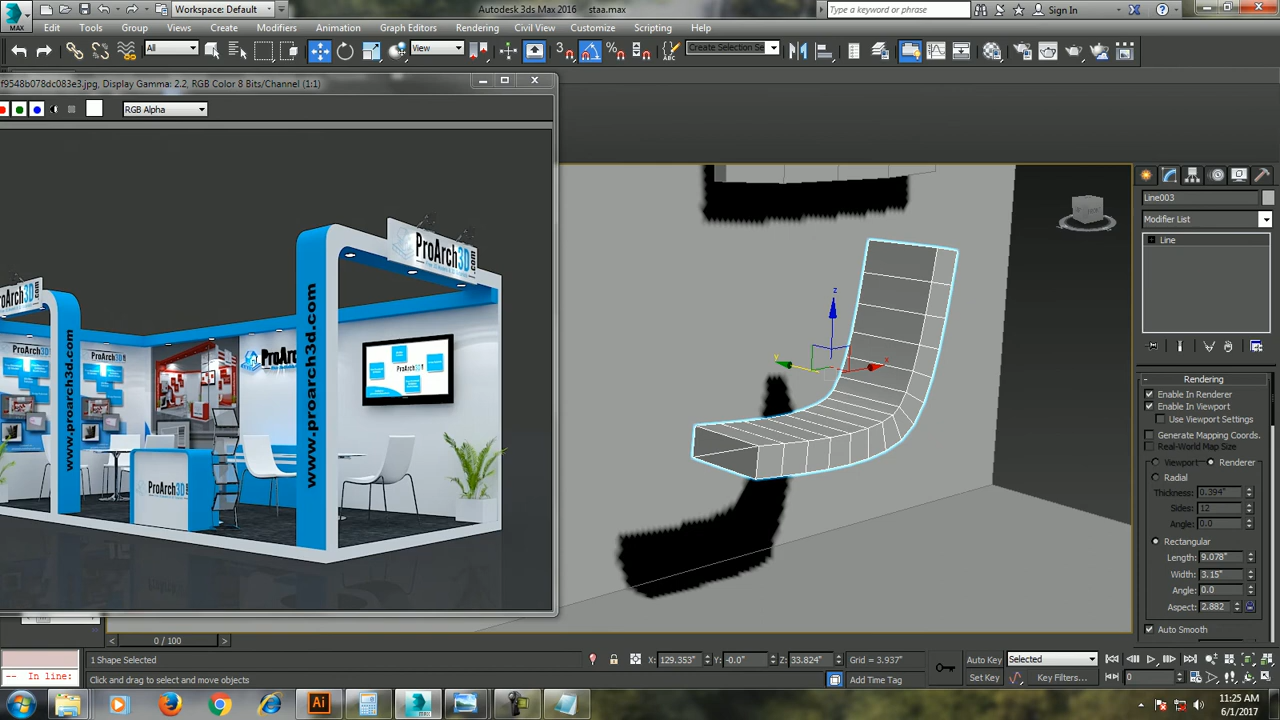 MAX
Workspace: Default
Autodesk 3ds Max 2016 staa.max
Type a keyword or phrase
Sign In
Edit Tools Group Views Create Modifiers Animation Graph Editors Rendering Civil View Customize Scripting Help
All
View
3
Create Selection Se
f9548b078dc083e3.jpg, Display Gamma: 2.2, RGB Color 8 Bits/Channel (1:1)
RGB Alpha
ProArch3D.com
www.proarch3d.com
www.proarch3d.com
ProArch3D
ProArch3D
ProArc
ProArch3D
z
y
x
Line003
Modifier List
Line
Rendering
Enable In Renderer
Enable In Viewport
Use Viewport Settings
Generate Mapping Coords.
Real-World Map Size
Viewport Renderer
Radial
Thickness: 0.394"
Sides: 12
Angle: 0.0
Rectangular
Length: 9.078"
Width: 3.15"
Angle: 0.0
Aspect: 2.882
Auto Smooth
0 / 100
1 Shape Selected
X: 129.353" Y: -0.0" Z: 33.824" Grid = 3.937"
Auto Key Selected
-- In line:
Click and drag to select and move objects
Add Time Tag
Set Key Key Filters... 0
11:25 AM
6/1/2017